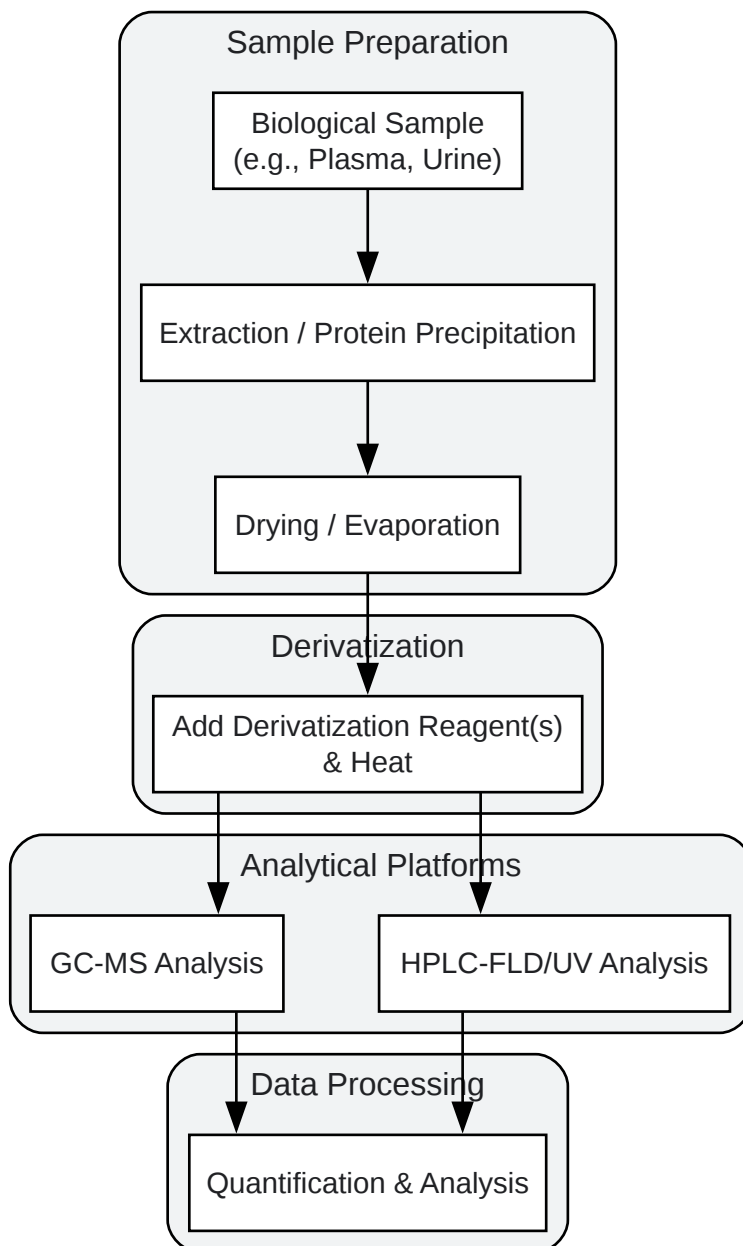 Sample Preparation
Biological Sample
(e.g., Plasma, Urine)
Extraction / Protein Precipitation
Drying / Evaporation
Derivatization
Add Derivatization Reagent(s)
& Heat
Analytical Platforms
GC-MS Analysis
HPLC-FLD/UV Analysis
Data Processing
Quantification & Analysis